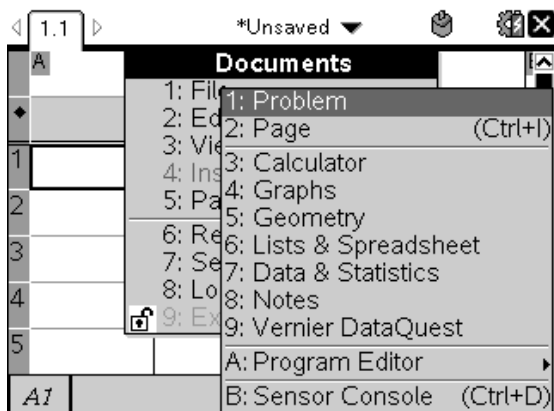 1.1 *Unsaved
A
Documents
1: File
2: Ed
3: Vie
4: Ins
5: Pa
6: Re
7: Se
8: Lo
9: Ex
1: Problem
2: Page (Ctrl+I)
3: Calculator
4: Graphs
5: Geometry
6: Lists & Spreadsheet
7: Data & Statistics
8: Notes
9: Vernier DataQuest
A: Program Editor
B: Sensor Console (Ctrl+D)
1
2
3
4
5
A1